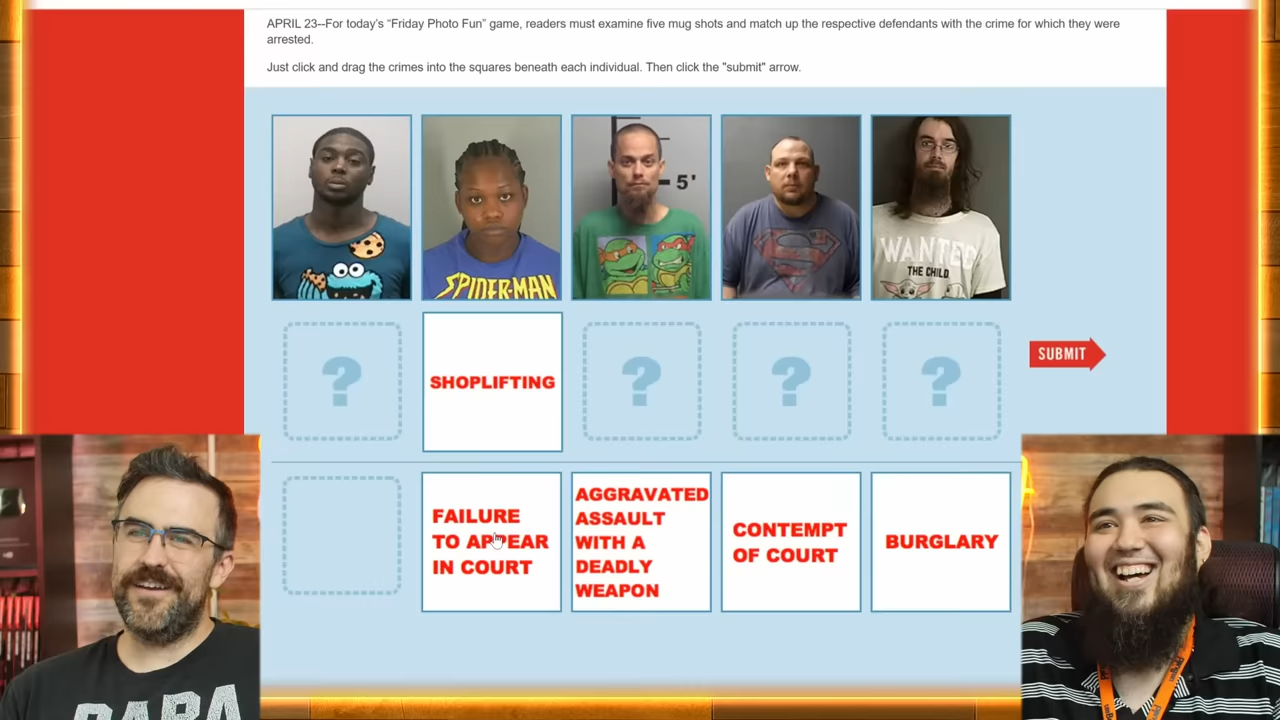 APRIL 23--For today's “Friday Photo Fun” game, readers must examine five mug shots and match up the respective defendants with the crime for which they were
arrested.
Just click and drag the crimes into the squares beneath each individual. Then click the "submit" arrow.
5'
SPIDER-MAN
WANTED
THE CHILD
?
SHOPLIFTING
?
?
?
SUBMIT
FAILURE
TO APPEAR
IN COURT
AGGRAVATED
ASSAULT
WITH A
DEADLY
WEAPON
CONTEMPT
OF COURT
BURGLARY